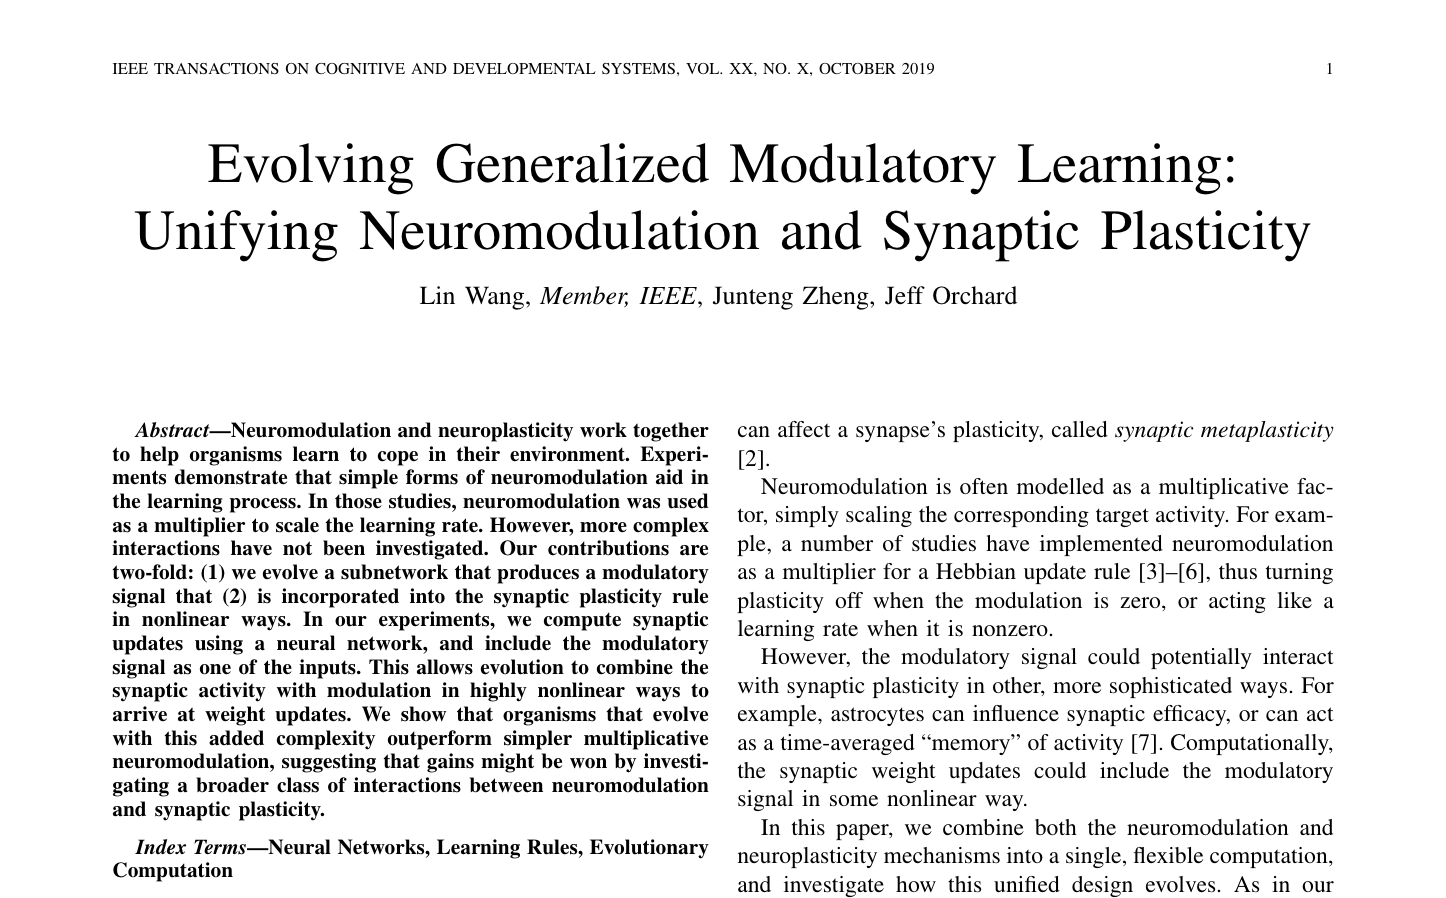 IEEE TRANSACTIONS ON COGNITIVE AND DEVELOPMENTAL SYSTEMS, VOL. XX, NO. X, OCTOBER 2019 1
Evolving Generalized Modulatory Learning:
Unifying Neuromodulation and Synaptic Plasticity
Lin Wang, Member, IEEE, Junteng Zheng, Jeff Orchard
Abstract—Neuromodulation and neuroplasticity work together
to help organisms learn to cope in their environment. Experi-
ments demonstrate that simple forms of neuromodulation aid in
the learning process. In those studies, neuromodulation was used
as a multiplier to scale the learning rate. However, more complex
interactions have not been investigated. Our contributions are
two-fold: (1) we evolve a subnetwork that produces a modulatory
signal that (2) is incorporated into the synaptic plasticity rule
in nonlinear ways. In our experiments, we compute synaptic
updates using a neural network, and include the modulatory
signal as one of the inputs. This allows evolution to combine the
synaptic activity with modulation in highly nonlinear ways to
arrive at weight updates. We show that organisms that evolve
with this added complexity outperform simpler multiplicative
neuromodulation, suggesting that gains might be won by investi-
gating a broader class of interactions between neuromodulation
and synaptic plasticity.
Index Terms—Neural Networks, Learning Rules, Evolutionary
Computation
can affect a synapse's plasticity, called synaptic metaplasticity
[2].
Neuromodulation is often modelled as a multiplicative fac-
tor, simply scaling the corresponding target activity. For exam-
ple, a number of studies have implemented neuromodulation
as a multiplier for a Hebbian update rule [3]–[6], thus turning
plasticity off when the modulation is zero, or acting like a
learning rate when it is nonzero.
However, the modulatory signal could potentially interact
with synaptic plasticity in other, more sophisticated ways. For
example, astrocytes can influence synaptic efficacy, or can act
as a time-averaged “memory” of activity [7]. Computationally,
the synaptic weight updates could include the modulatory
signal in some nonlinear way.
In this paper, we combine both the neuromodulation and
neuroplasticity mechanisms into a single, flexible computation,
and investigate how this unified design evolves. As in our